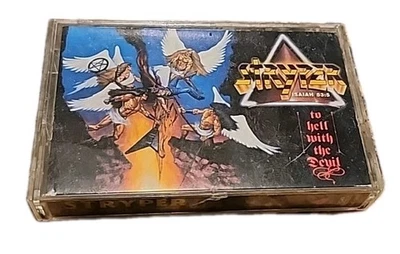 STRYPER
ISAIAH 53:5
to
hell
with
the
Devil
STRYPER